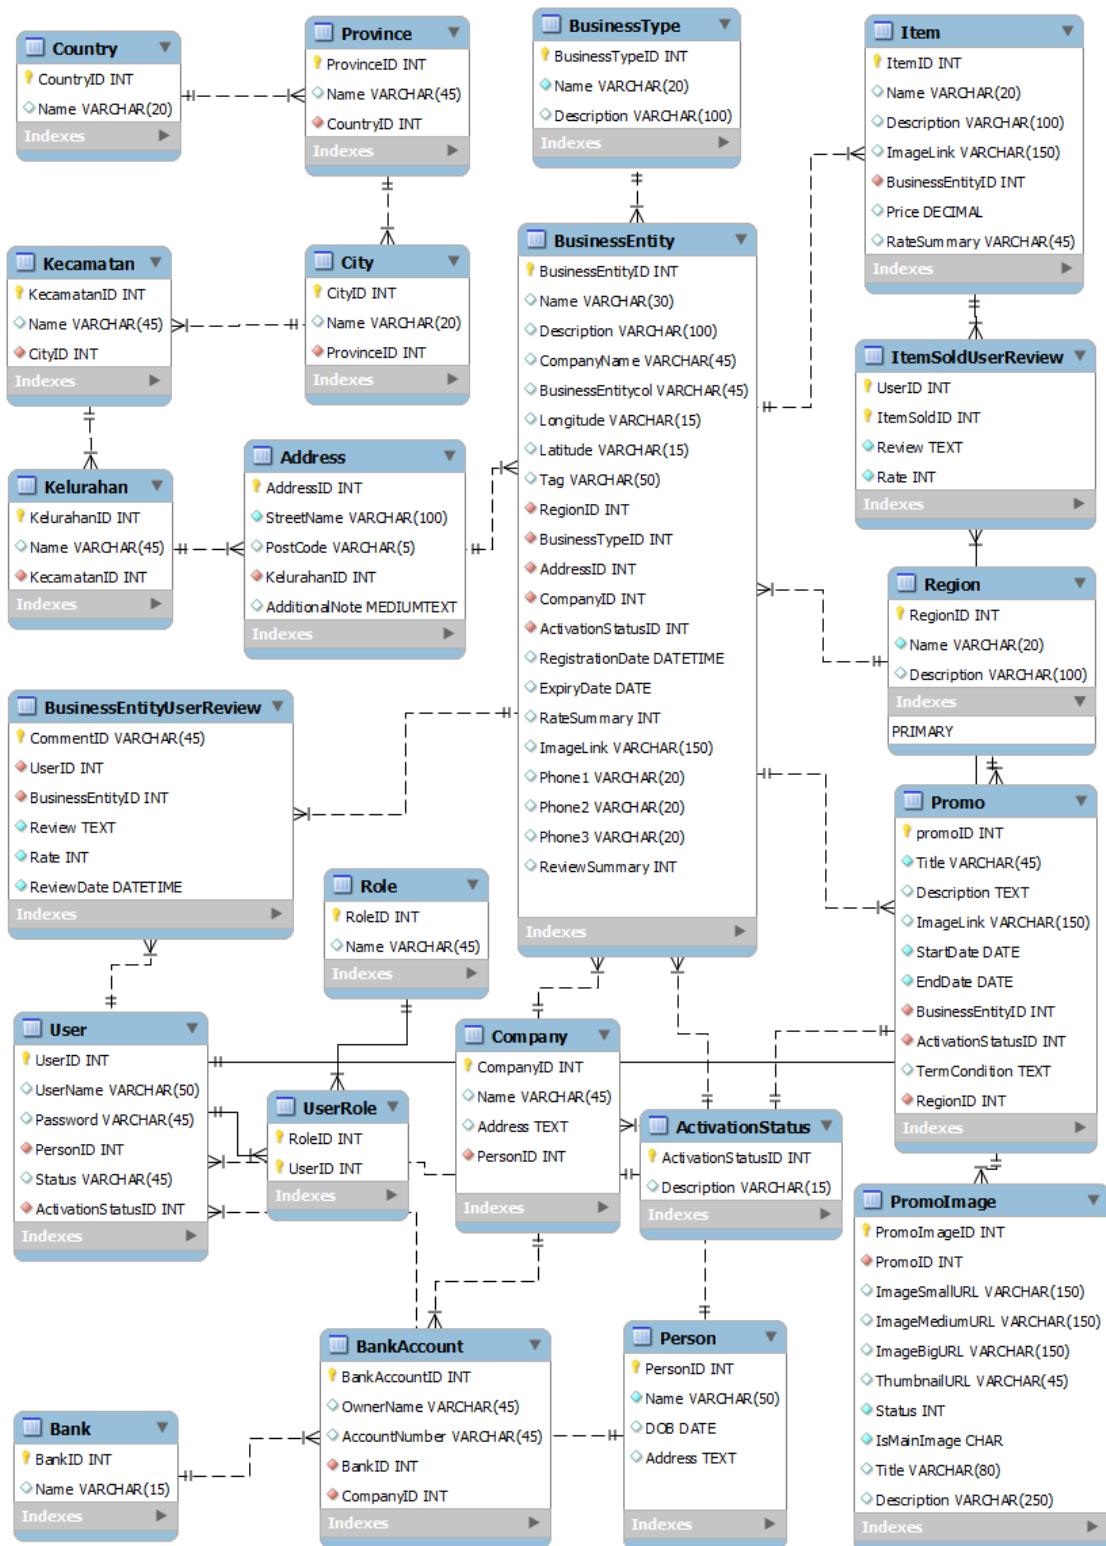 Country
CountryID INT
Name VARCHAR(20)
Indexes
Province
ProvinceID INT
Name VARCHAR(45)
CountryID INT
Indexes
BusinessType
BusinessTypeID INT
Name VARCHAR(20)
Description VARCHAR(100)
Indexes
Item
ItemID INT
Name VARCHAR(20)
Description VARCHAR(100)
ImageLink VARCHAR(150)
BusinessEntityID INT
Price DECIMAL
RateSummary VARCHAR(45)
Indexes
Kecamatan
KecamatanID INT
Name VARCHAR(45)
CityID INT
Indexes
City
CityID INT
Name VARCHAR(20)
ProvinceID INT
Indexes
BusinessEntity
BusinessEntityID INT
Name VARCHAR(30)
Description VARCHAR(100)
CompanyName VARCHAR(45)
BusinessEntitycol VARCHAR(45)
Longitude VARCHAR(15)
Latitude VARCHAR(15)
Tag VARCHAR(50)
RegionID INT
BusinessTypeID INT
AddressID INT
CompanyID INT
ActivationStatusID INT
RegistrationDate DATETIME
ExpiryDate DATE
RateSummary INT
ImageLink VARCHAR(150)
Phone1 VARCHAR(20)
Phone2 VARCHAR(20)
Phone3 VARCHAR(20)
ReviewSummary INT
Indexes
ItemSoldUserReview
UserID INT
ItemSoldID INT
Review TEXT
Rate INT
Indexes
Kelurahan
KelurahanID INT
Name VARCHAR(45)
KecamatanID INT
Indexes
Address
AddressID INT
StreetName VARCHAR(100)
PostCode VARCHAR(5)
KelurahanID INT
AdditionalNote MEDIUMTEXT
Indexes
Region
RegionID INT
Name VARCHAR(20)
Description VARCHAR(100)
Indexes
PRIMARY
BusinessEntityUserReview
CommentID VARCHAR(45)
UserID INT
BusinessEntityID INT
Review TEXT
Rate INT
ReviewDate DATETIME
Indexes
Role
RoleID INT
Name VARCHAR(45)
Indexes
Promo
promoID INT
Title VARCHAR(45)
Description TEXT
ImageLink VARCHAR(150)
StartDate DATE
EndDate DATE
BusinessEntityID INT
ActivationStatusID INT
TermCondition TEXT
RegionID INT
Indexes
User
UserID INT
UserName VARCHAR(50)
Password VARCHAR(45)
PersonID INT
Status VARCHAR(45)
ActivationStatusID INT
Indexes
UserRole
RoleID INT
UserID INT
Indexes
Company
CompanyID INT
Name VARCHAR(45)
Address TEXT
PersonID INT
Indexes
ActivationStatus
ActivationStatusID INT
Description VARCHAR(15)
Indexes
PromoImage
PromoImageID INT
PromoID INT
ImageSmallURL VARCHAR(150)
ImageMediumURL VARCHAR(150)
ImageBigURL VARCHAR(150)
ThumbnailURL VARCHAR(45)
Status INT
IsMainImage CHAR
Title VARCHAR(80)
Description VARCHAR(250)
Indexes
Bank
BankID INT
Name VARCHAR(15)
Indexes
BankAccount
BankAccountID INT
OwnerName VARCHAR(45)
AccountNumber VARCHAR(45)
BankID INT
CompanyID INT
Indexes
Person
PersonID INT
Name VARCHAR(50)
DOB DATE
Address TEXT
Indexes